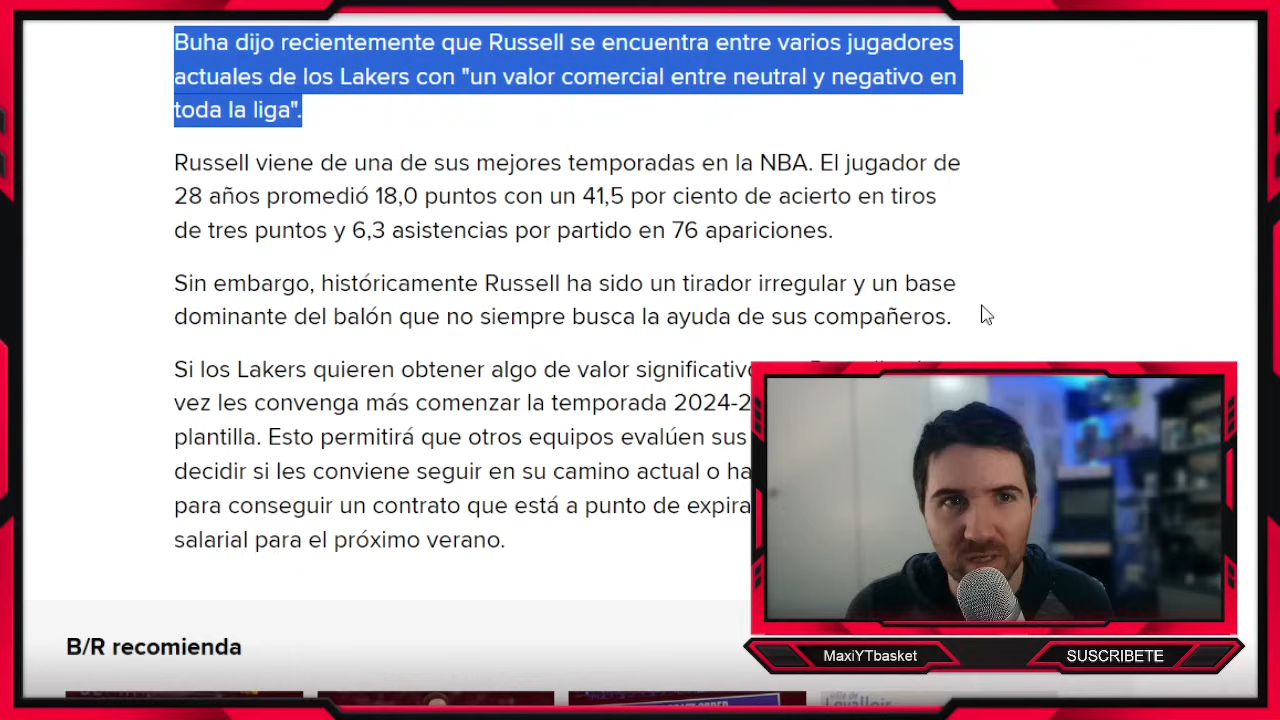 Buha dijo recientemente que Russell se encuentra entre varios jugadores
actuales de los Lakers con "un valor comercial entre neutral y negativo en
toda la liga".
Russell viene de una de sus mejores temporadas en la NBA. El jugador de
28 años promedió 18,0 puntos con un 41,5 por ciento de acierto en tiros
de tres puntos y 6,3 asistencias por partido en 76 apariciones.
Sin embargo, históricamente Russell ha sido un tirador irregular y un base
dominante del balón que no siempre busca la ayuda de sus compañeros.
Si los Lakers quieren obtener algo de valor significativo
vez les convenga más comenzar la temporada 2024-2
plantilla. Esto permitirá que otros equipos evalúen sus
decidir si les conviene seguir en su camino actual o ha
para conseguir un contrato que está a punto de expira
salarial para el próximo verano.
B/R recomienda
MaxiYTbasket
SUSCRIBETE